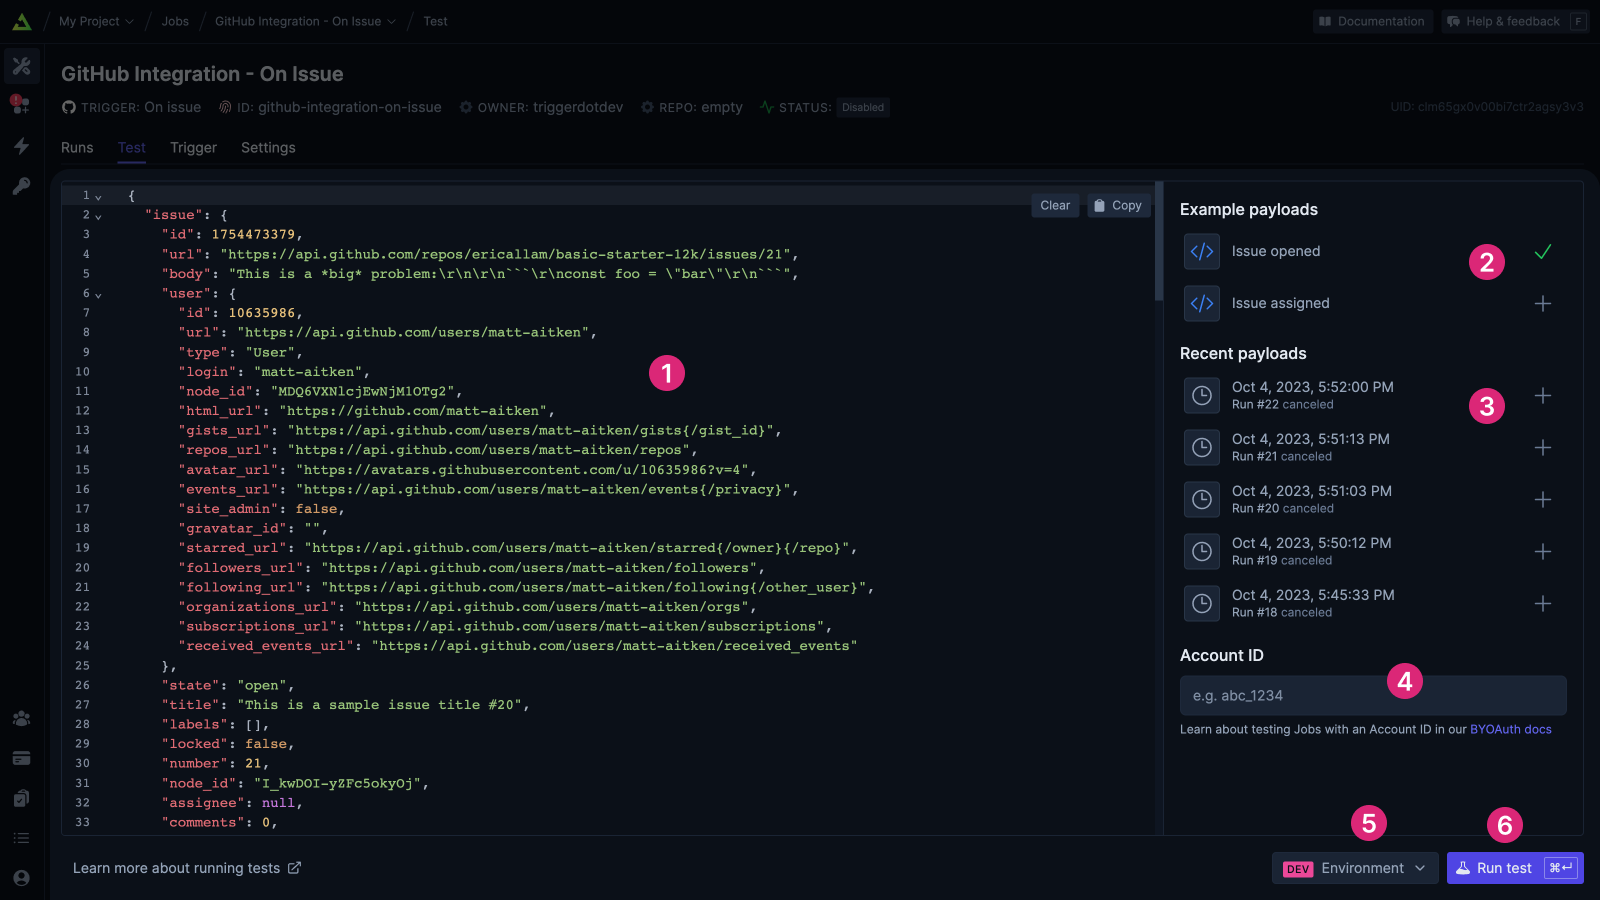 My Project / Jobs / GitHub Integration - On Issue / Test
Documentation
Help & feedback F
GitHub Integration - On Issue
TRIGGER: On issue ID: github-integration-on-issue OWNER: triggerdotdev REPO: empty STATUS: Disabled
UID: clm65gx0v00bi7ctr2agsy3v3
Runs Test Trigger Settings
1 {
2 "issue": {
3 "id": 1754473379,
4 "url": "https://api.github.com/repos/ericallam/basic-starter-12k/issues/21",
5 "body": "This is a *big* problem:\r\n\r\n```\r\nconst foo = \"bar\"\r\n```",
6 "user": {
7 "id": 10635986,
8 "url": "https://api.github.com/users/matt-aitken",
9 "type": "User",
10 "login": "matt-aitken",
11 "node_id": "MDQ6VXNlcjEwNjM1OTg2",
12 "html_url": "https://github.com/matt-aitken",
13 "gists_url": "https://api.github.com/users/matt-aitken/gists{/gist_id}",
14 "repos_url": "https://api.github.com/users/matt-aitken/repos",
15 "avatar_url": "https://avatars.githubusercontent.com/u/10635986?v=4",
16 "events_url": "https://api.github.com/users/matt-aitken/events{/privacy}",
17 "site_admin": false,
18 "gravatar_id": "",
19 "starred_url": "https://api.github.com/users/matt-aitken/starred{/owner}{/repo}",
20 "followers_url": "https://api.github.com/users/matt-aitken/followers",
21 "following_url": "https://api.github.com/users/matt-aitken/following{/other_user}",
22 "organizations_url": "https://api.github.com/users/matt-aitken/orgs",
23 "subscriptions_url": "https://api.github.com/users/matt-aitken/subscriptions",
24 "received_events_url": "https://api.github.com/users/matt-aitken/received_events"
25 },
26 "state": "open",
27 "title": "This is a sample issue title #20",
28 "labels": [],
29 "locked": false,
30 "number": 21,
31 "node_id": "I_kwDOI-yZFc5okyOj",
32 "assignee": null,
33 "comments": 0,
Clear
Copy
1
Example payloads
Issue opened
2
Issue assigned
Recent payloads
Oct 4, 2023, 5:52:00 PM
Run #22 canceled
3
Oct 4, 2023, 5:51:13 PM
Run #21 canceled
Oct 4, 2023, 5:51:03 PM
Run #20 canceled
Oct 4, 2023, 5:50:12 PM
Run #19 canceled
Oct 4, 2023, 5:45:33 PM
Run #18 canceled
Account ID
4
e.g. abc_1234
Learn about testing Jobs with an Account ID in our BYOAuth docs
5
6
Learn more about running tests
DEV Environment
Run test ⌘↵